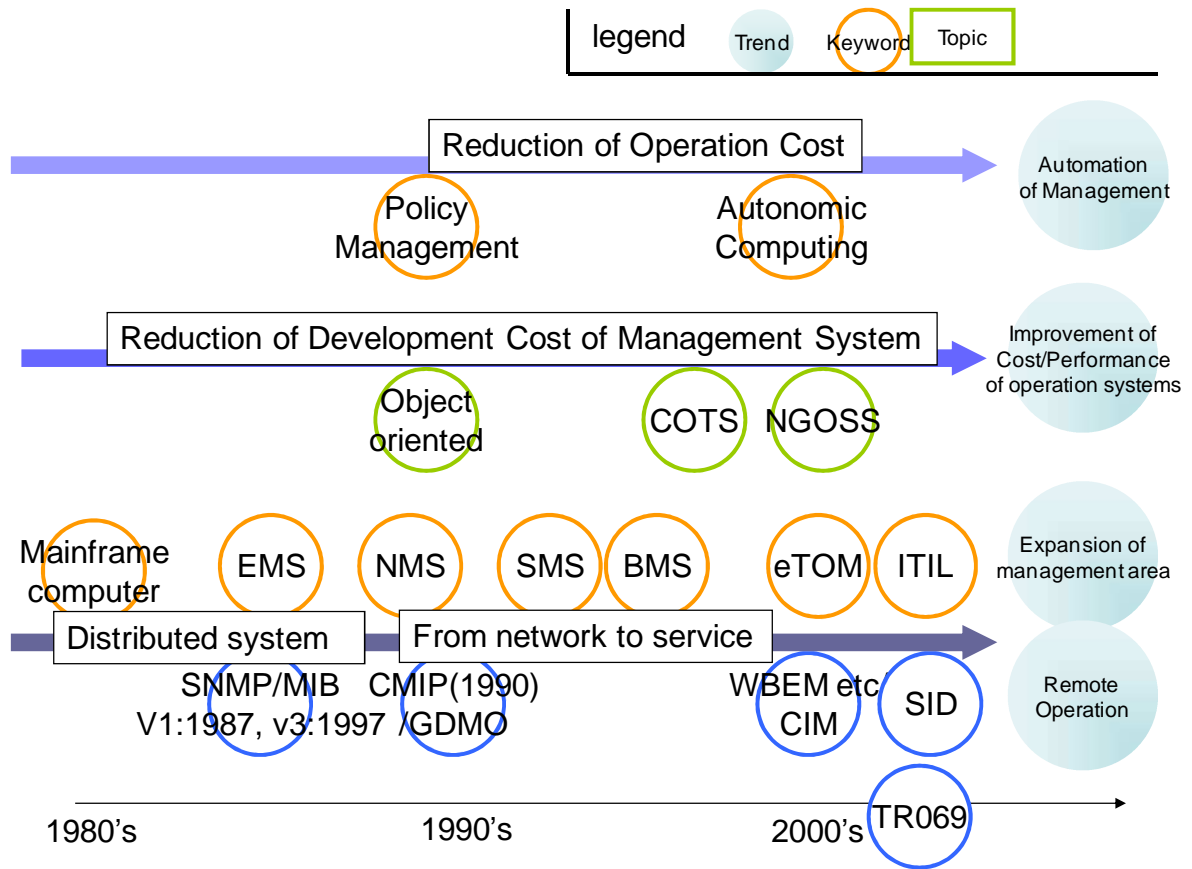 legend
Trend
Keyword
Topic
Reduction of Operation Cost
Automation
of Management
Policy
Management
Autonomic
Computing
Reduction of Development Cost of Management System
Improvement of
Cost/Performance
of operation systems
Object
oriented
COTS
NGOSS
Mainframe
computer
EMS
NMS
SMS
BMS
eTOM
ITIL
Expansion of
management area
Distributed system
From network to service
SNMP/MIB
V1:1987, v3:1997
CMIP(1990)
/GDMO
WBEM etc/
CIM
SID
Remote
Operation
TR069
1980's
1990's
2000's